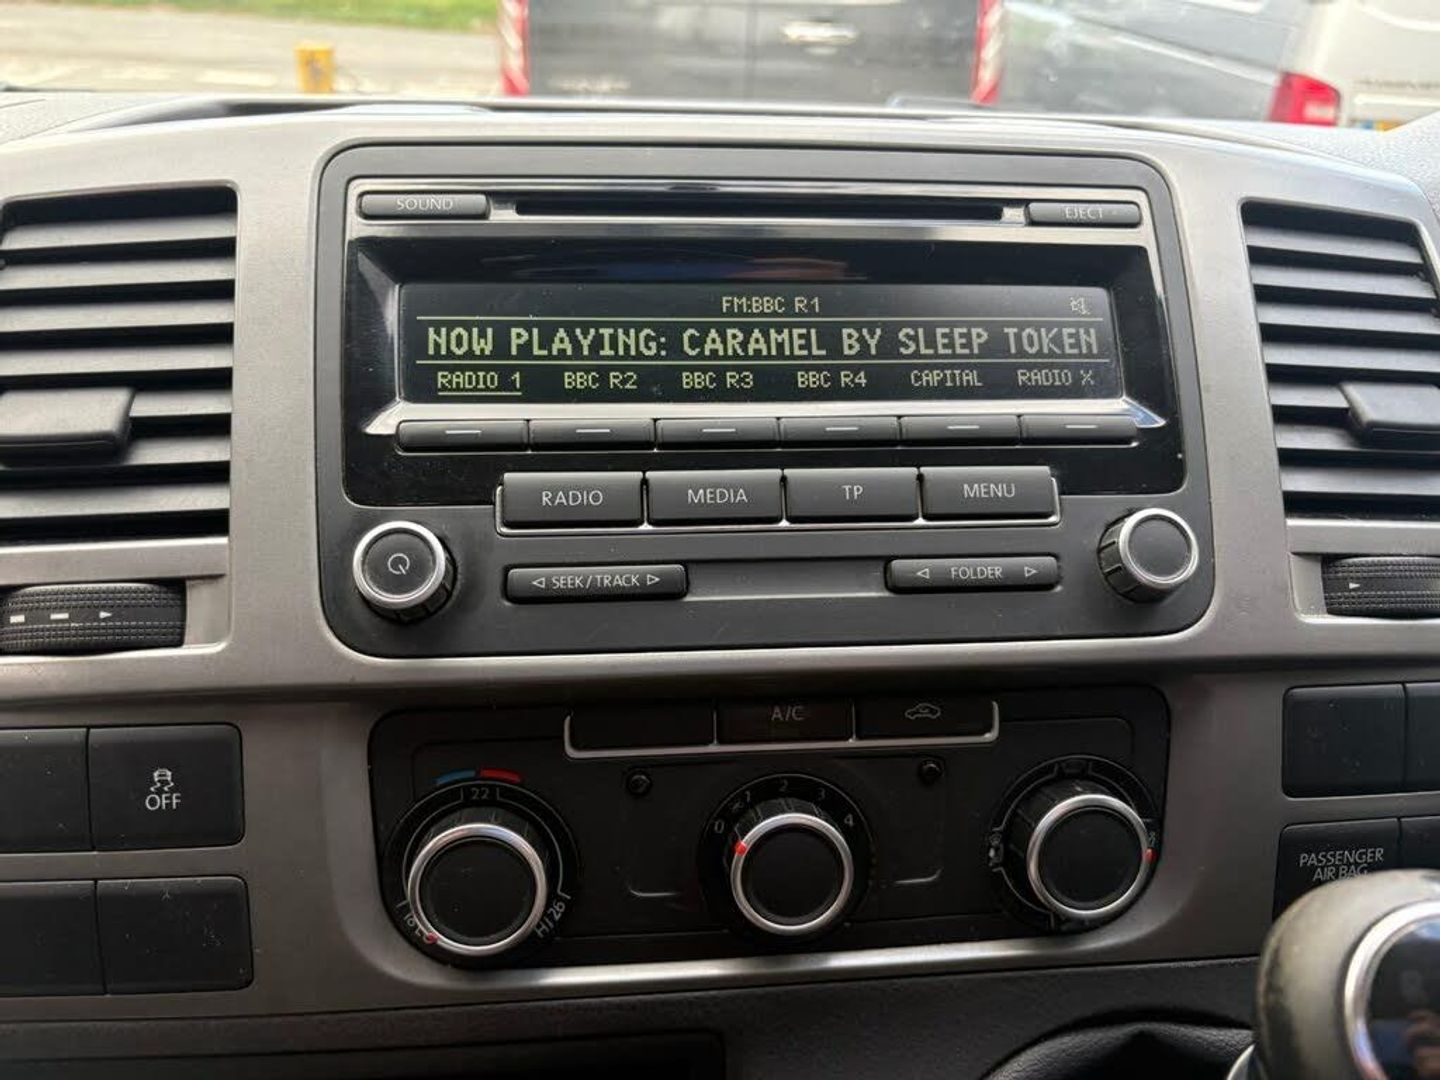 SOUND
EJECT
FM:BBC R1
NOW PLAYING: CARAMEL BY SLEEP TOKEN
RADIO 1 BBC R2 BBC R3 BBC R4 CAPITAL RADIO X
RADIO MEDIA TP MENU
SEEK/TRACK FOLDER
A/C
OFF
22
LO HI/26
0 1 2 3 4
PASSENGER
AIR BAG